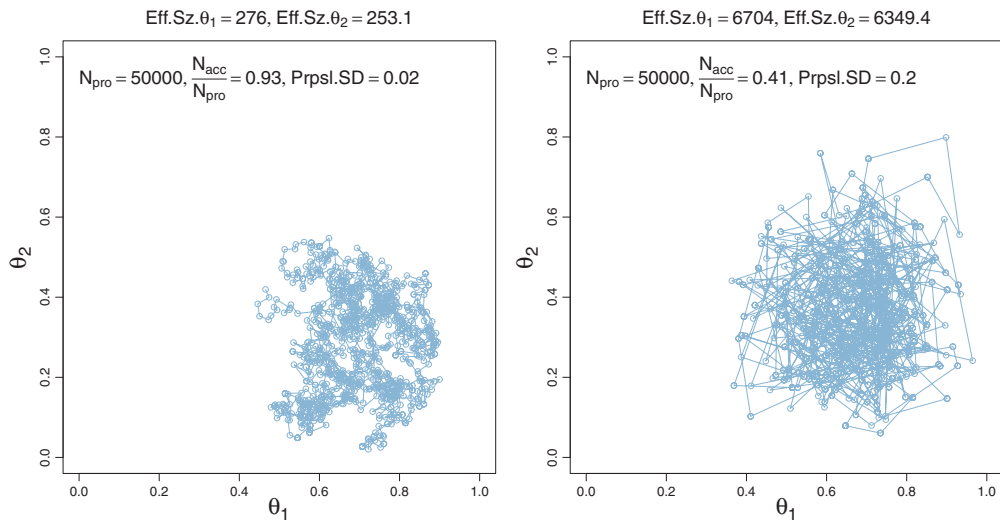 Eff.Sz.θ1 = 276, Eff.Sz.θ2 = 253.1
Npro = 50000, Nacc/Npro = 0.93, Prpsl.SD = 0.02
1.0
0.8
0.6
0.4
0.2
0.0
θ2
0.0 0.2 0.4 0.6 0.8 1.0
θ1
Eff.Sz.θ1 = 6704, Eff.Sz.θ2 = 6349.4
Npro = 50000, Nacc/Npro = 0.41, Prpsl.SD = 0.2
1.0
0.8
0.6
0.4
0.2
0.0
θ2
0.0 0.2 0.4 0.6 0.8 1.0
θ1